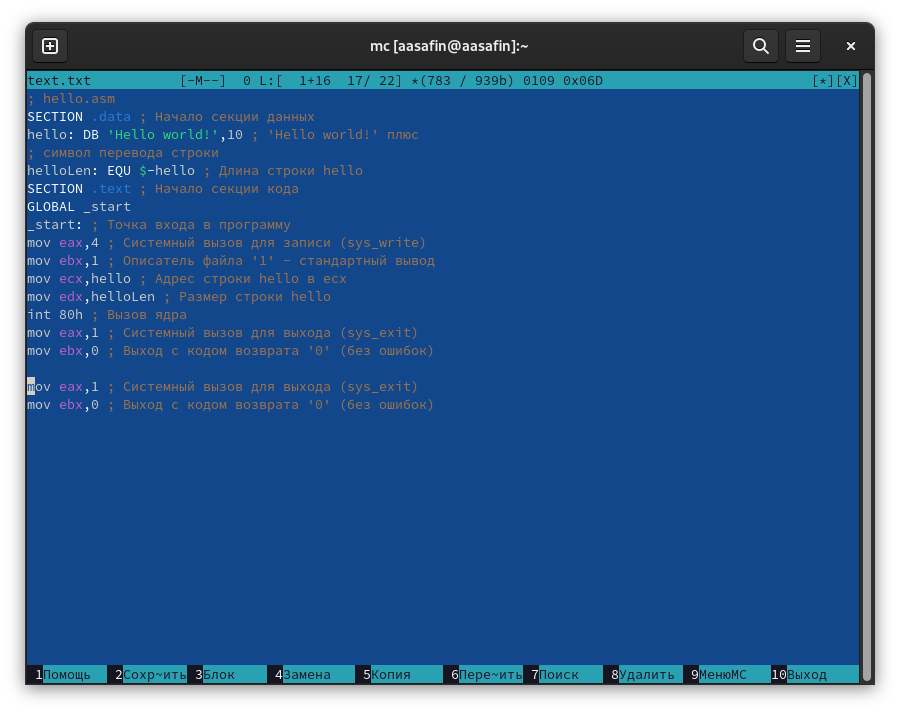 mc [aasafin@aasafin]:~
text.txt [-M--] 0 L:[ 1+16 17/ 22] *(783 / 939b) 0109 0x06D [*][X]
; hello.asm
SECTION .data ; Начало секции данных
hello: DB 'Hello world!',10 ; 'Hello world!' плюс
; символ перевода строки
helloLen: EQU $-hello ; Длина строки hello
SECTION .text ; Начало секции кода
GLOBAL _start
_start: ; Точка входа в программу
mov eax,4 ; Системный вызов для записи (sys_write)
mov ebx,1 ; Описатель файла '1' - стандартный вывод
mov ecx,hello ; Адрес строки hello в ecx
mov edx,helloLen ; Размер строки hello
int 80h ; Вызов ядра
mov eax,1 ; Системный вызов для выхода (sys_exit)
mov ebx,0 ; Выход с кодом возврата '0' (без ошибок)
mov eax,1 ; Системный вызов для выхода (sys_exit)
mov ebx,0 ; Выход с кодом возврата '0' (без ошибок)
1Помощь 2Сохр~ить 3Блок 4Замена 5Копия 6Пере~ить 7Поиск 8Удалить 9МенюMC 10Выход